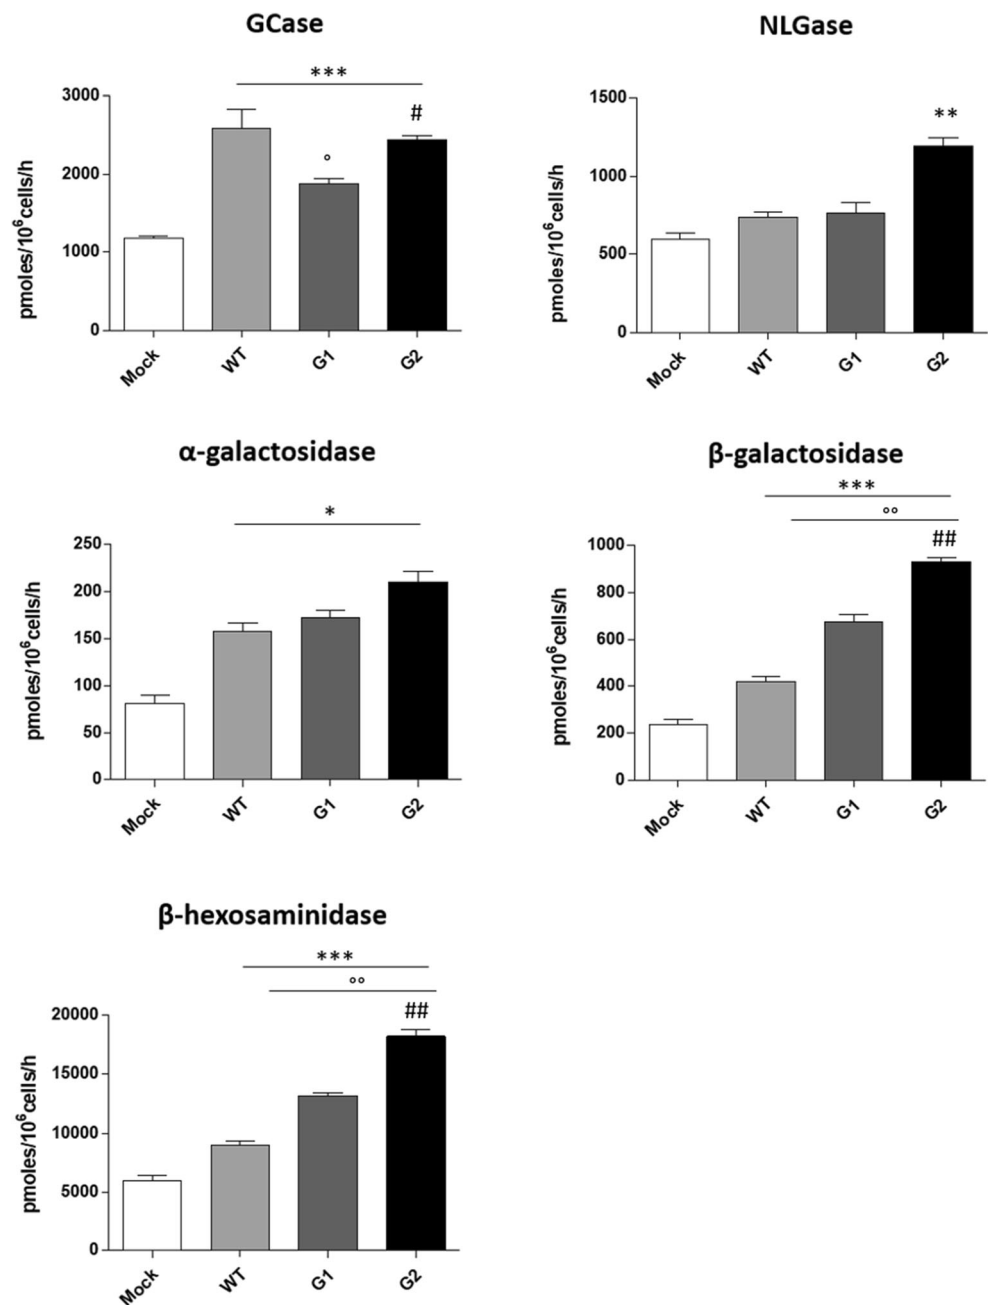 GCase
***
#
°
pmoles/10⁶cells/h
3000
2000
1000
0
Mock
WT
G1
G2
NLGase
**
pmoles/10⁶cells/h
1500
1000
500
0
Mock
WT
G1
G2
α-galactosidase
*
pmoles/10⁶cells/h
250
200
150
100
50
0
Mock
WT
G1
G2
β-galactosidase
***
°°
##
pmoles/10⁶cells/h
1000
800
600
400
200
0
Mock
WT
G1
G2
β-hexosaminidase
***
°°
##
pmoles/10⁶cells/h
20000
15000
10000
5000
0
Mock
WT
G1
G2